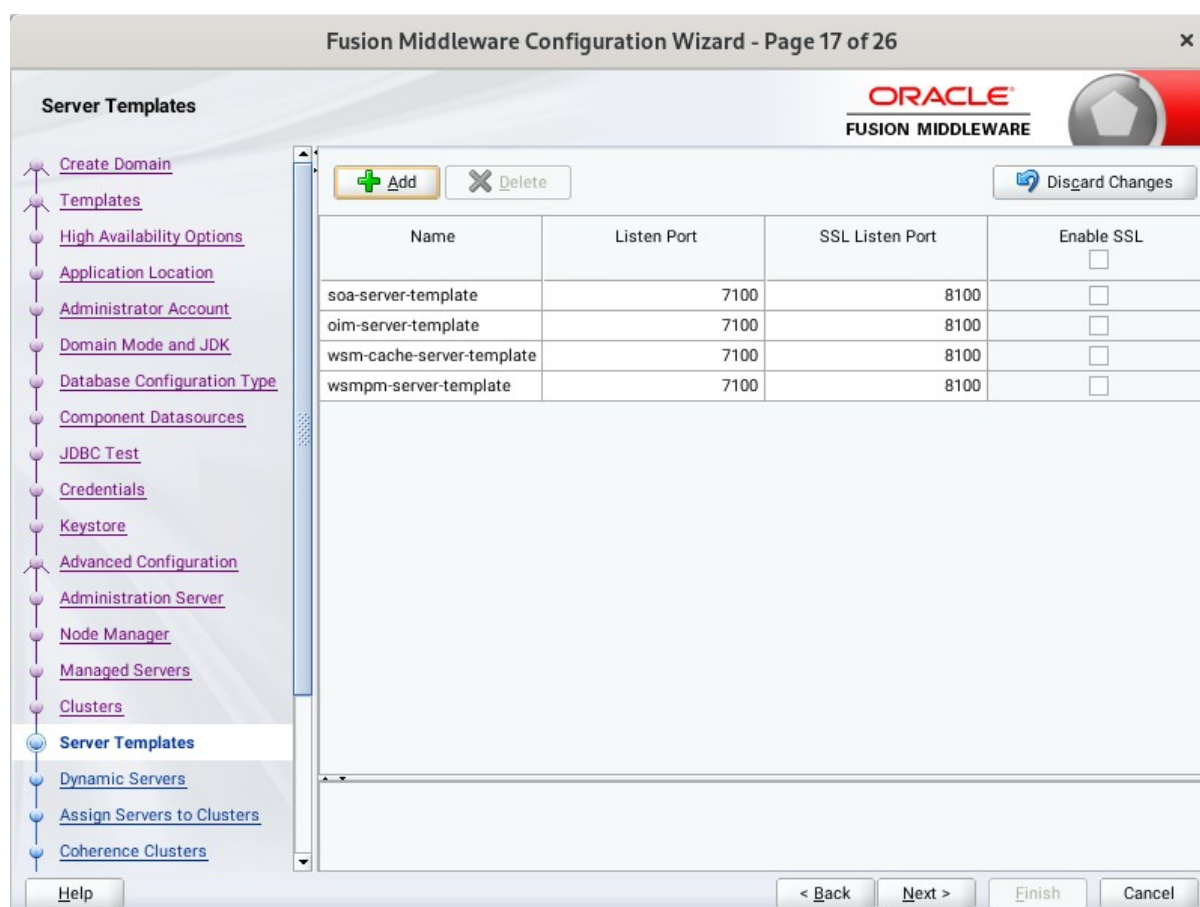 Fusion Middleware Configuration Wizard - Page 17 of 26
×
Server Templates
ORACLE
FUSION MIDDLEWARE
Create Domain
Templates
High Availability Options
Application Location
Administrator Account
Domain Mode and JDK
Database Configuration Type
Component Datasources
JDBC Test
Credentials
Keystore
Advanced Configuration
Administration Server
Node Manager
Managed Servers
Clusters
Server Templates
Dynamic Servers
Assign Servers to Clusters
Coherence Clusters
Add Delete Discard Changes
Name Listen Port SSL Listen Port Enable SSL
soa-server-template 7100 8100
oim-server-template 7100 8100
wsm-cache-server-template 7100 8100
wsmpm-server-template 7100 8100
Help < Back Next > Finish Cancel